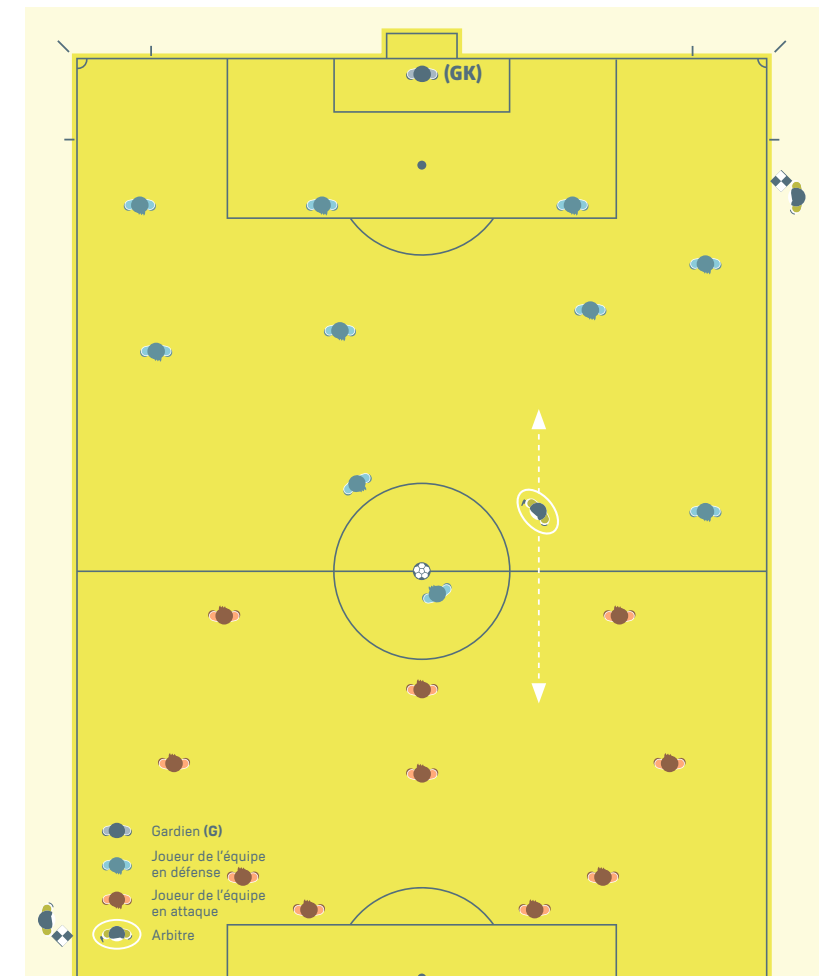 (GK)
Gardien (G)
Joueur de l'équipe
en défense
Joueur de l'équipe
en attaque
Arbitre